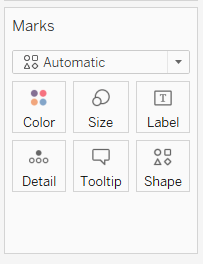 Marks
Automatic
Color Size Label
Detail Tooltip Shape